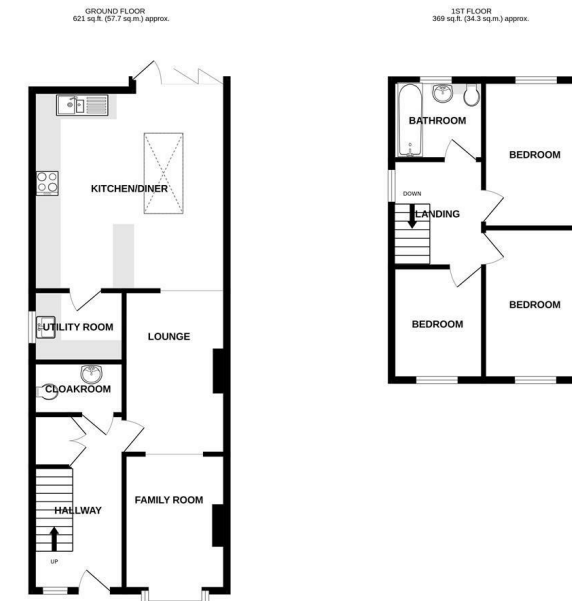 GROUND FLOOR
621 sq.ft. (57.7 sq.m.) approx.
KITCHEN/DINER
UTILITY ROOM
LOUNGE
CLOAKROOM
HALLWAY
FAMILY ROOM
UP
1ST FLOOR
369 sq.ft. (34.3 sq.m.) approx.
BATHROOM
BEDROOM
DOWN
LANDING
BEDROOM
BEDROOM